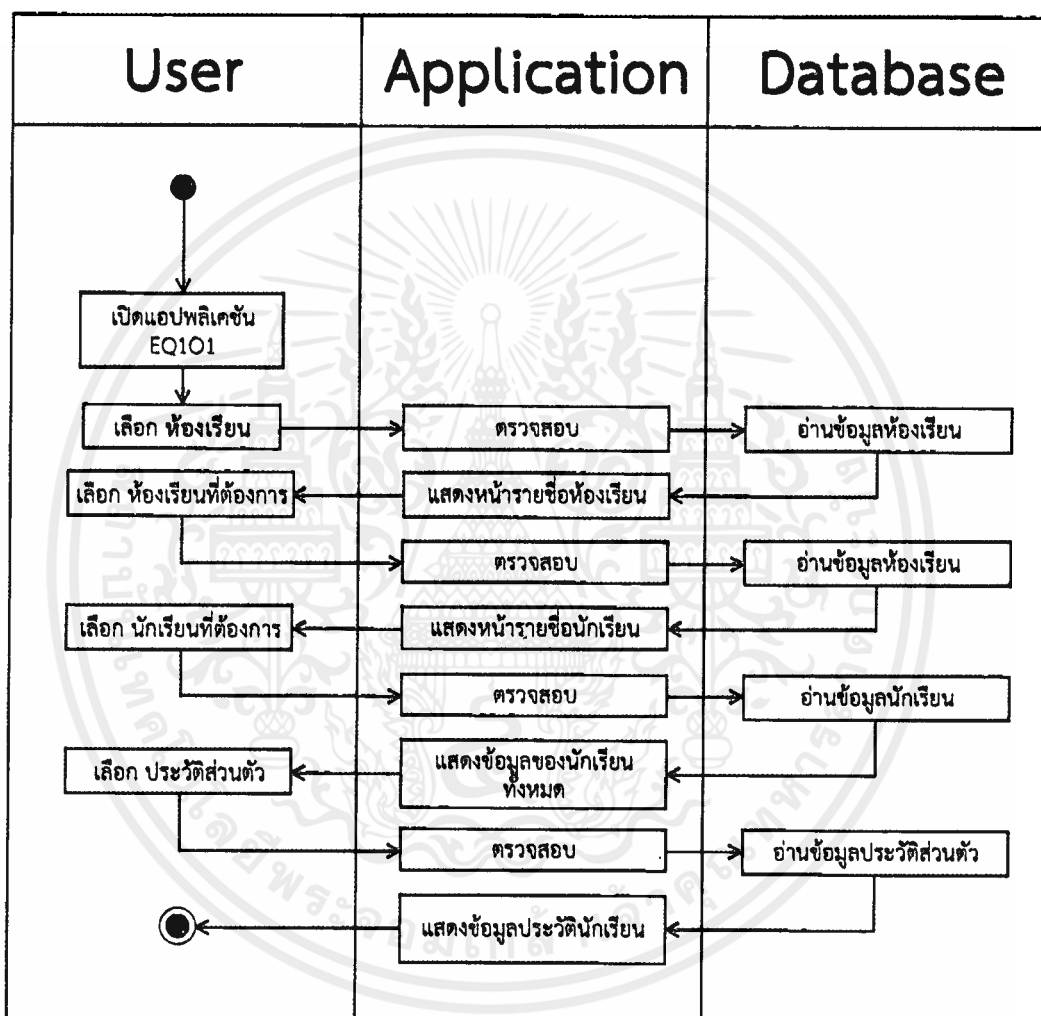 User
Application
Database
เปิดแอปพลิเคชัน
EQ101
เลือก ห้องเรียน
ตรวจสอบ
อ่านข้อมูลห้องเรียน
เลือก ห้องเรียนที่ต้องการ
แสดงหน้ารายชื่อห้องเรียน
ตรวจสอบ
อ่านข้อมูลห้องเรียน
เลือก นักเรียนที่ต้องการ
แสดงหน้ารายชื่อนักเรียน
ตรวจสอบ
อ่านข้อมูลนักเรียน
เลือก ประวัติส่วนตัว
แสดงข้อมูลของนักเรียน
ทั้งหมด
ตรวจสอบ
อ่านข้อมูลประวัติส่วนตัว
แสดงข้อมูลประวัตินักเรียน